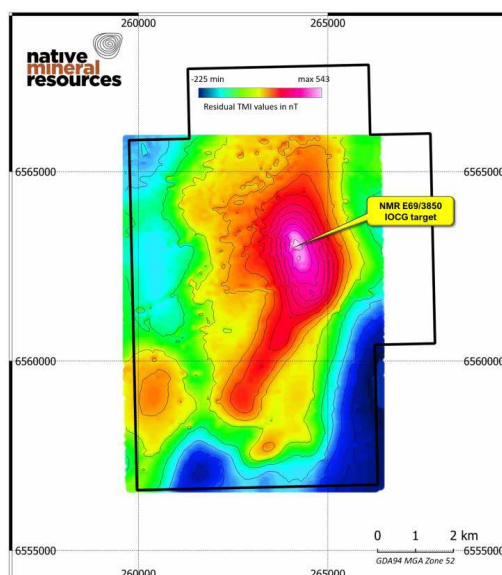 260000
265000
native
mineral
resources
-225 min
max 543
Residual TMI values in nT
6565000
6565000
NMR E69/3850
IOCG target
6560000
6560000
0 1 2 km
GDA94 MGA Zone 52
6555000
6555000
260000
265000